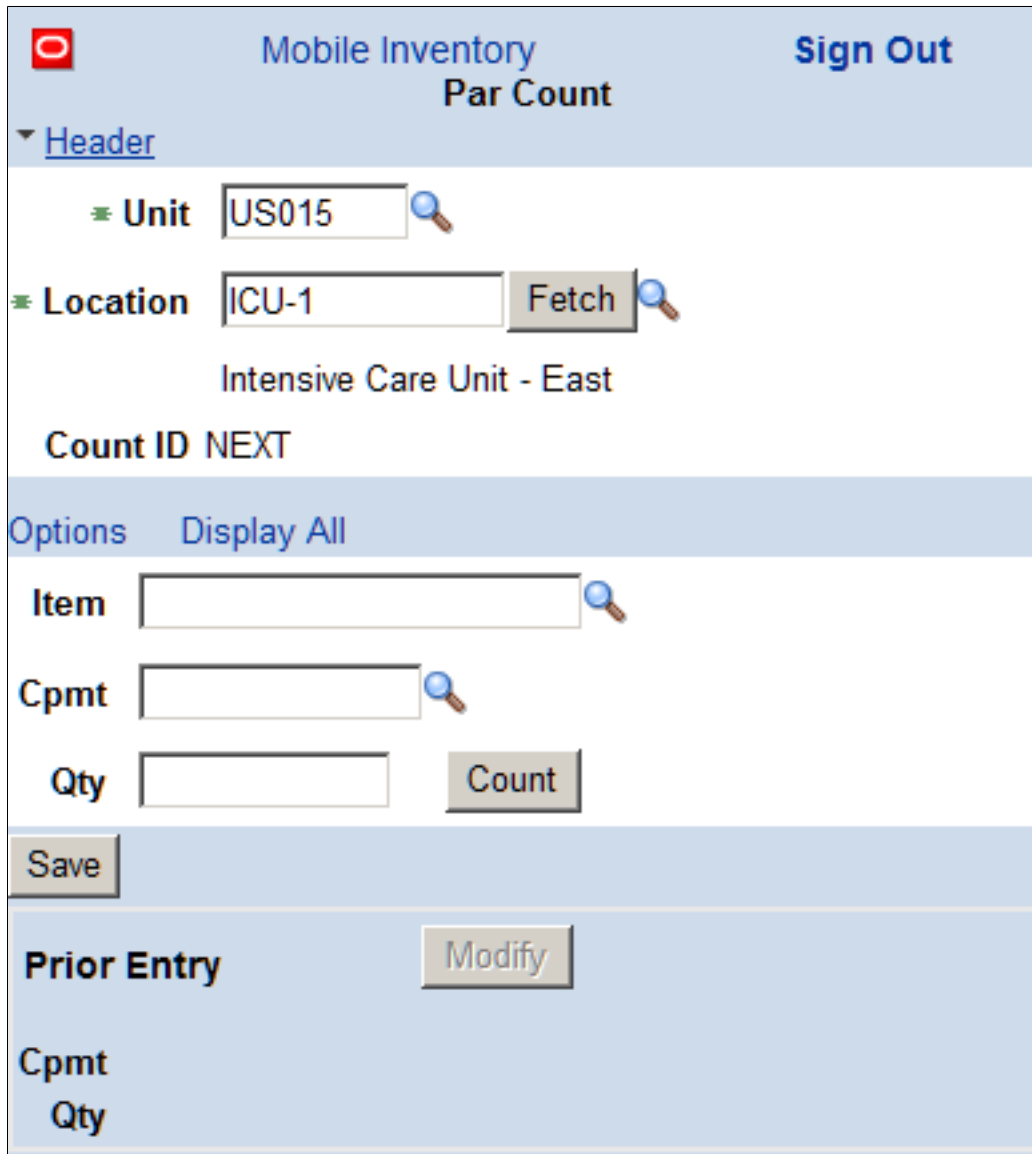 Mobile Inventory Sign Out
Par Count
Header
Unit US015
Location ICU-1 Fetch
Intensive Care Unit - East
Count ID NEXT
Options Display All
Item
Cpmt
Qty Count
Save
Prior Entry Modify
Cpmt
Qty